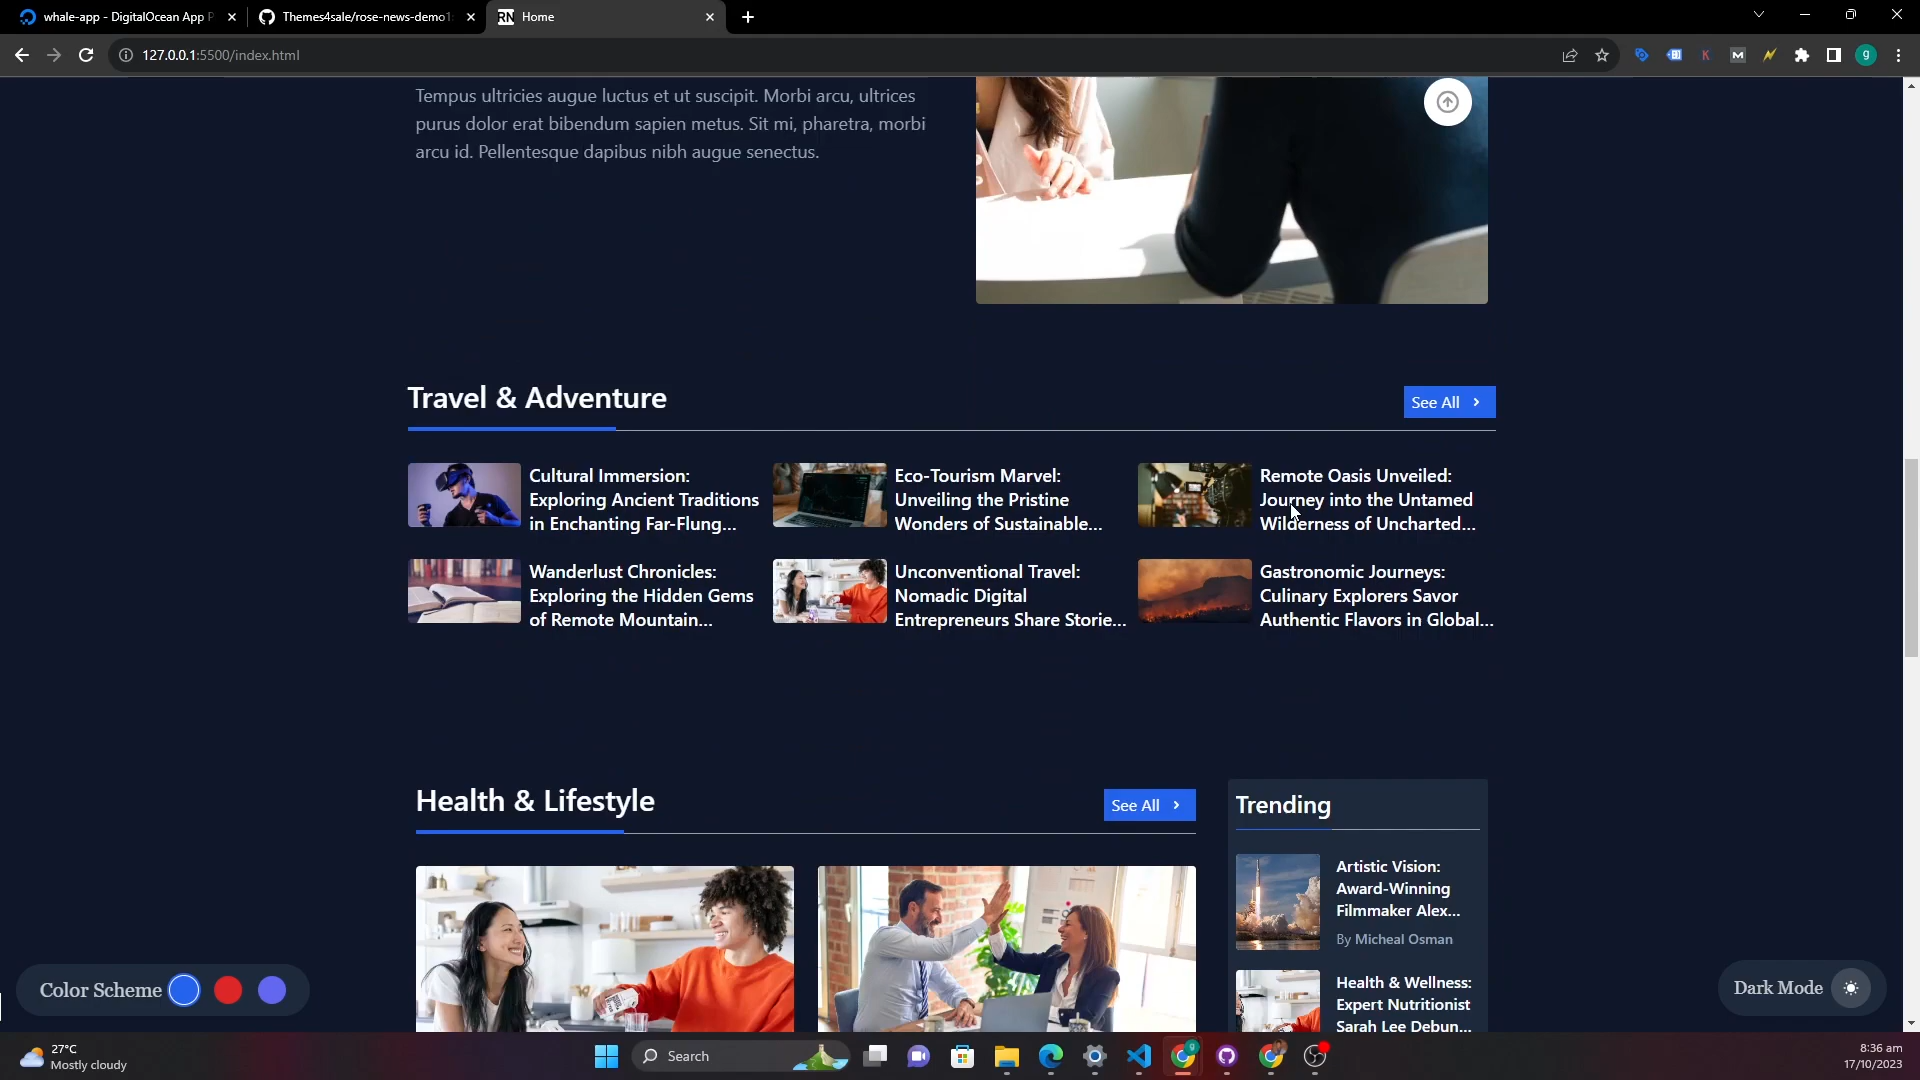 whale-app - DigitalOcean App P
Themes4sale/rose-news-demo1
RN Home
127.0.0.1:5500/index.html
K
M
g
Tempus ultricies augue luctus et ut suscipit. Morbi arcu, ultrices
purus dolor erat bibendum sapien metus. Sit mi, pharetra, morbi
arcu id. Pellentesque dapibus nibh augue senectus.
Travel & Adventure
See All
Cultural Immersion:
Exploring Ancient Traditions
in Enchanting Far-Flung...
Eco-Tourism Marvel:
Unveiling the Pristine
Wonders of Sustainable...
Remote Oasis Unveiled:
Journey into the Untamed
Wilderness of Uncharted...
Wanderlust Chronicles:
Exploring the Hidden Gems
of Remote Mountain...
Unconventional Travel:
Nomadic Digital
Entrepreneurs Share Storie...
Gastronomic Journeys:
Culinary Explorers Savor
Authentic Flavors in Global...
Health & Lifestyle
See All
Trending
Artistic Vision:
Award-Winning
Filmmaker Alex...
By Micheal Osman
Health & Wellness:
Expert Nutritionist
Sarah Lee Debun...
Color Scheme
Dark Mode
27°C
Mostly cloudy
Search
8:36 am
17/10/2023